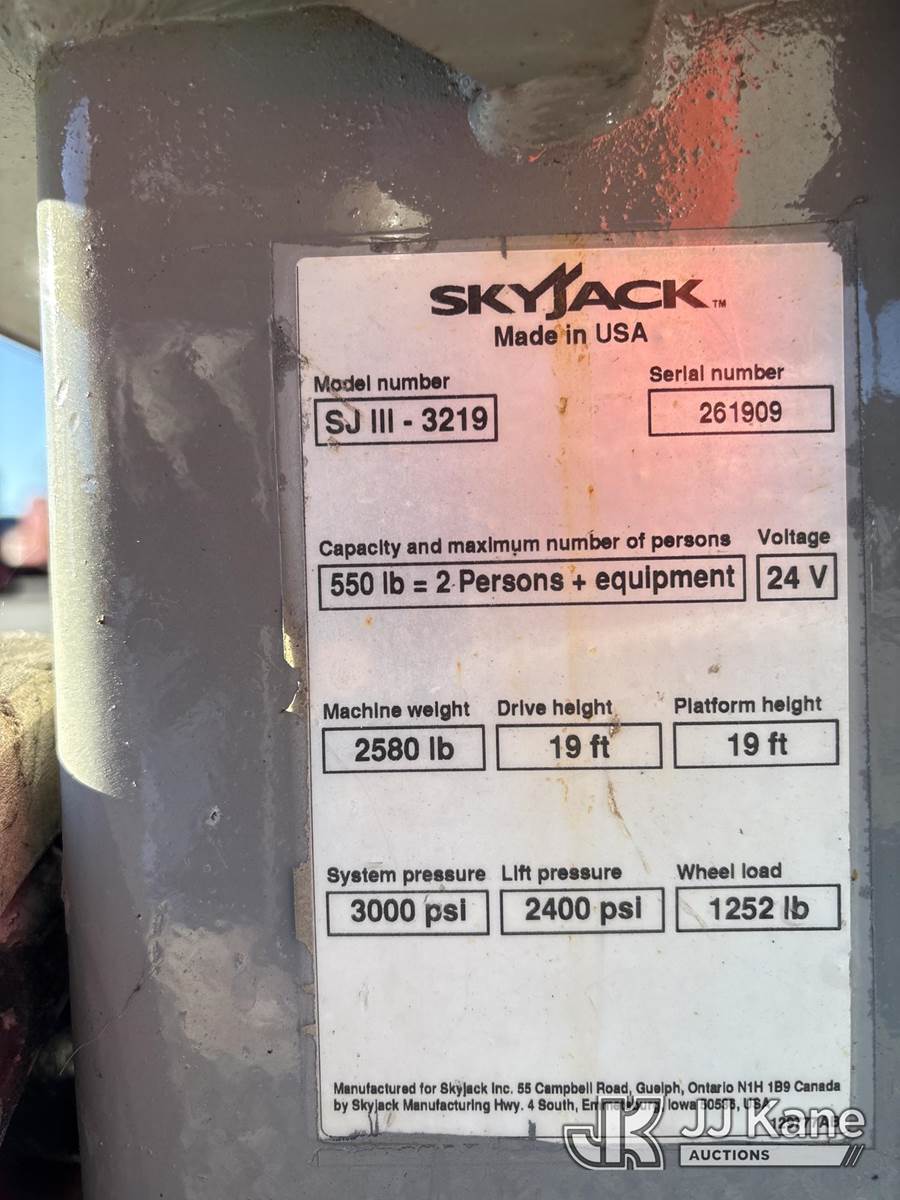 SKYJACK™
Made in USA
Model number Serial number
SJ III - 3219 261909
Capacity and maximum number of persons Voltage
550 lb = 2 Persons + equipment 24 V
Machine weight Drive height Platform height
2580 lb 19 ft 19 ft
System pressure Lift pressure Wheel load
3000 psi 2400 psi 1252 lb
Manufactured for Skyjack Inc. 55 Campbell Road, Guelph, Ontario N1H 1B9 Canada
by Skyjack Manufacturing Hwy. 4 South, Iowa USA
JK JJ Kane
AUCTIONS